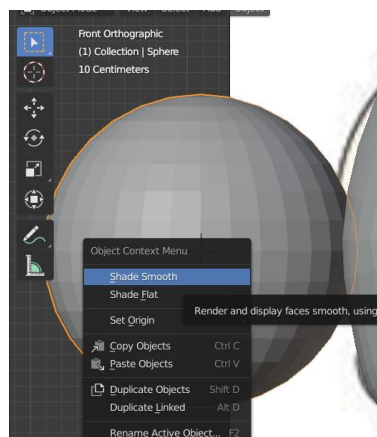 Object Mode View Select Add Object
Front Orthographic
(1) Collection | Sphere
10 Centimeters
Object Context Menu
Shade Smooth
Shade Flat
Render and display faces smooth, using
Set Origin
Copy Objects Ctrl C
Paste Objects Ctrl V
Duplicate Objects Shift D
Duplicate Linked Alt D
Rename Active Object... F2